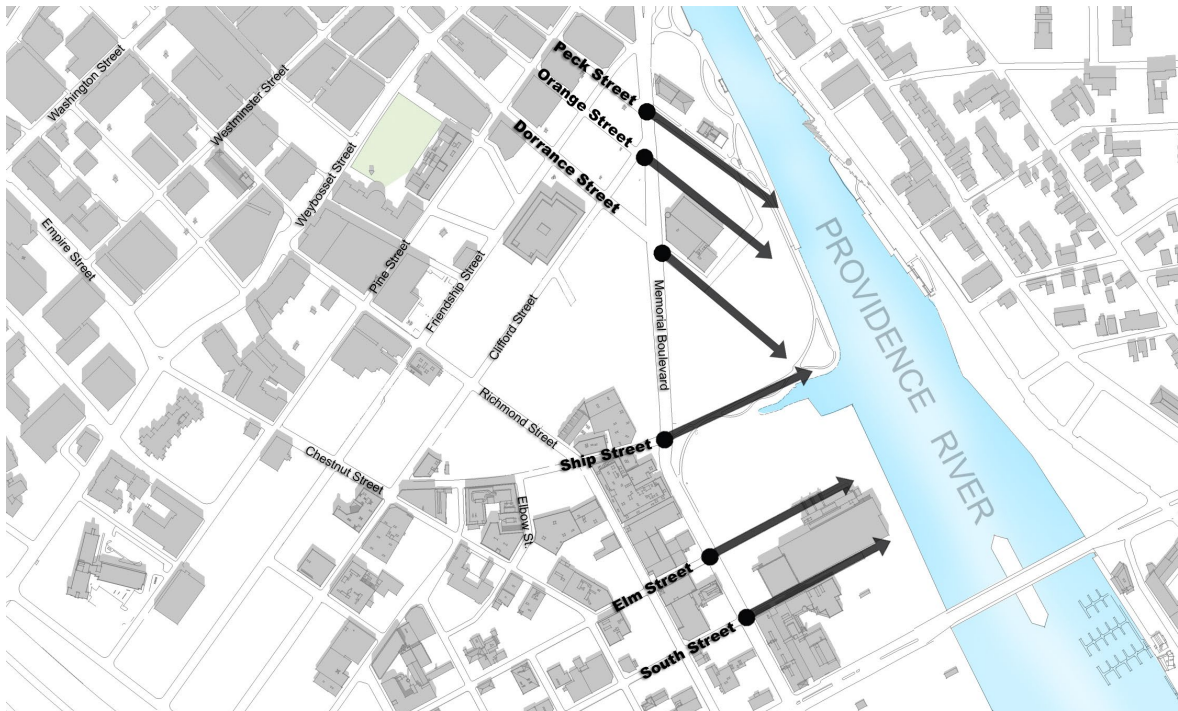 Washington Street
Westminster Street
Weybosset Street
Empire Street
Pine Street
Friendship Street
Clifford Street
Peck Street
Orange Street
Dorrance Street
Memorial Boulevard
PROVIDENCE RIVER
Richmond Street
Chestnut Street
Ship Street
Elbow St.
Elm Street
South Street